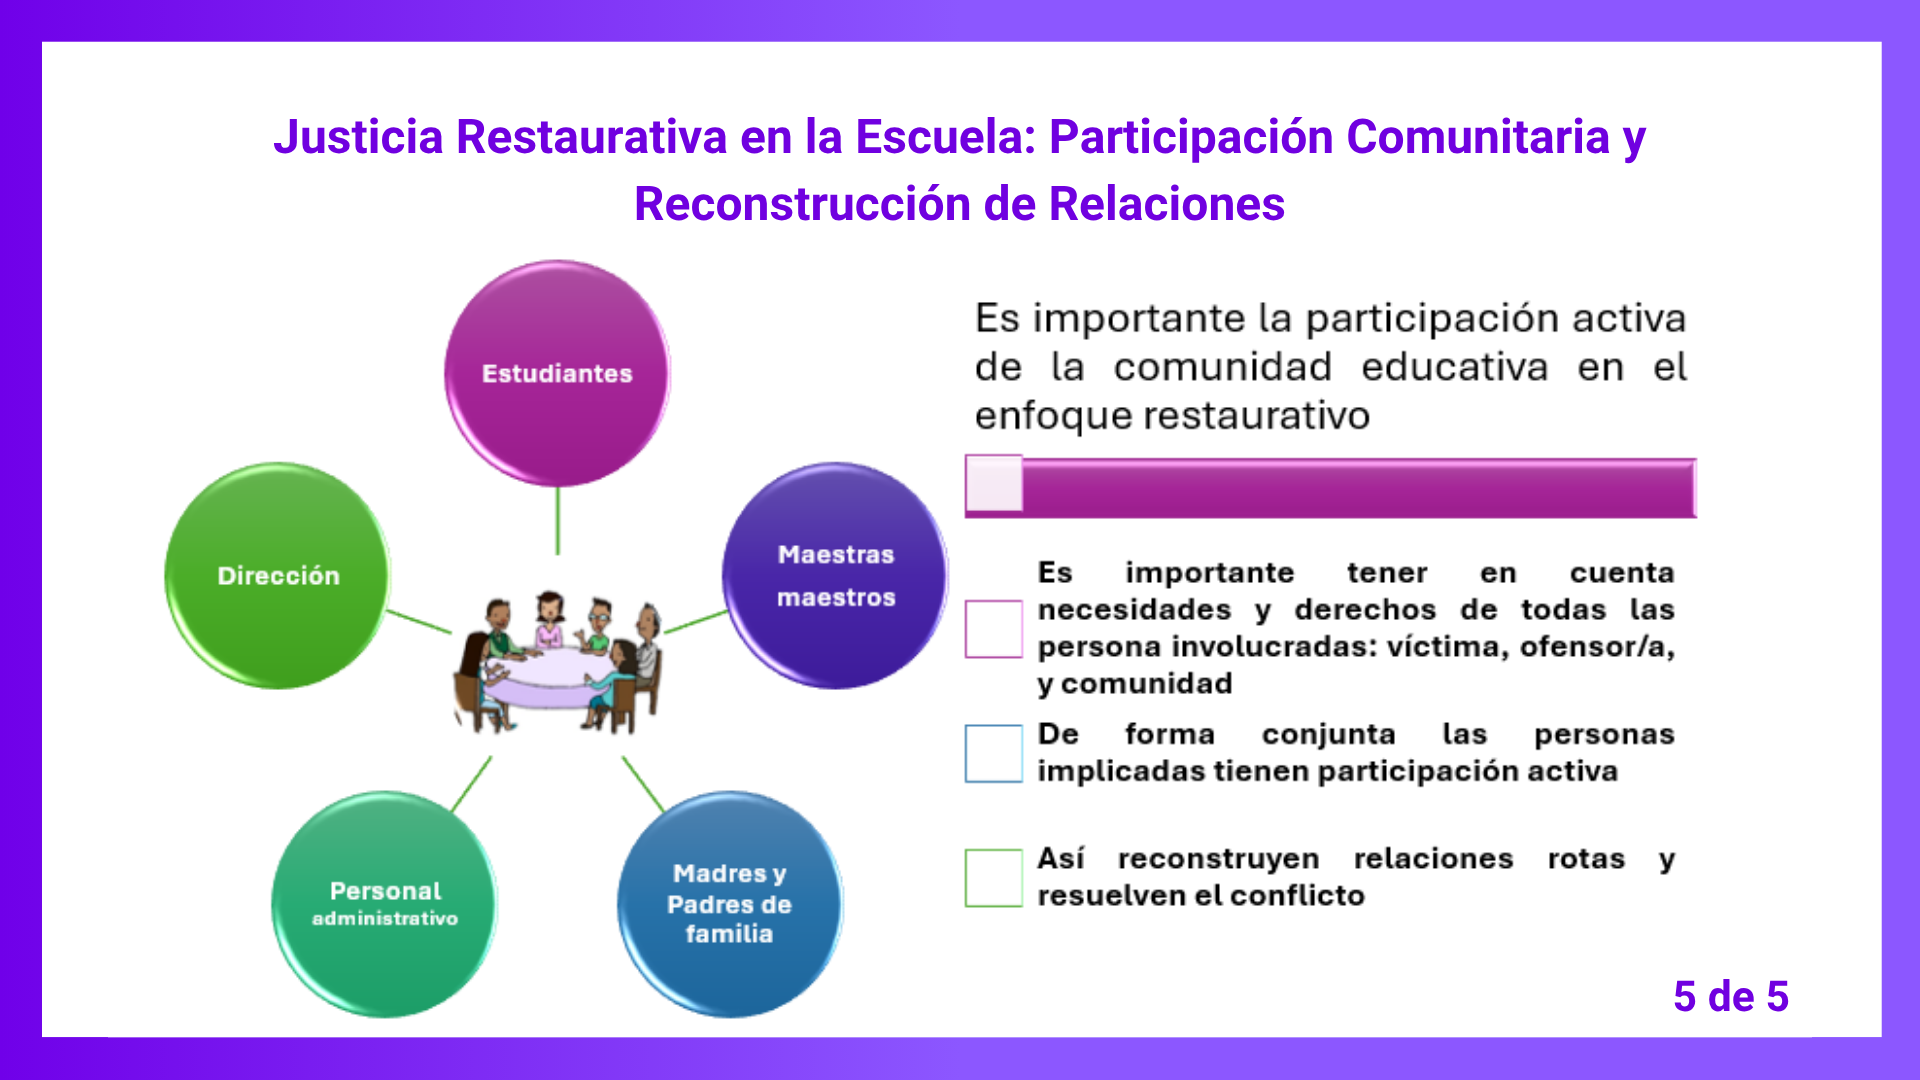 Justicia Restaurativa en la Escuela: Participación Comunitaria y
Reconstrucción de Relaciones
Estudiantes
Dirección
Maestras
maestros
Personal
administrativo
Madres y
Padres de
familia
Es importante la participación activa
de la comunidad educativa en el
enfoque restaurativo
Es importante tener en cuenta
necesidades y derechos de todas las
persona involucradas: víctima, ofensor/a,
y comunidad
De forma conjunta las personas
implicadas tienen participación activa
Así reconstruyen relaciones rotas y
resuelven el conflicto
5 de 5